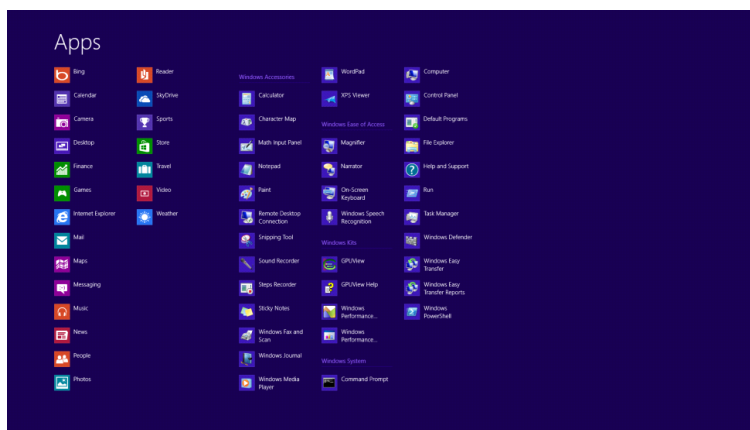 Apps
Bing
Calendar
Camera
Desktop
Finance
Games
Internet Explorer
Mail
Maps
Messaging
Music
News
People
Photos
Reader
SkyDrive
Sports
Store
Travel
Video
Weather
Windows Accessories
Calculator
Character Map
Math Input Panel
Notepad
Paint
Remote Desktop
Connection
Snipping Tool
Sound Recorder
Steps Recorder
Sticky Notes
Windows Fax and
Scan
Windows Journal
Windows Media
Player
WordPad
XPS Viewer
Windows Ease of Access
Magnifier
Narrator
On-Screen
Keyboard
Windows Speech
Recognition
Windows Kits
GPUView
GPUView Help
Windows
Performance...
Windows
Performance...
Windows System
Command Prompt
Computer
Control Panel
Default Programs
File Explorer
Help and Support
Run
Task Manager
Windows Defender
Windows Easy
Transfer
Windows Easy
Transfer Reports
Windows
PowerShell